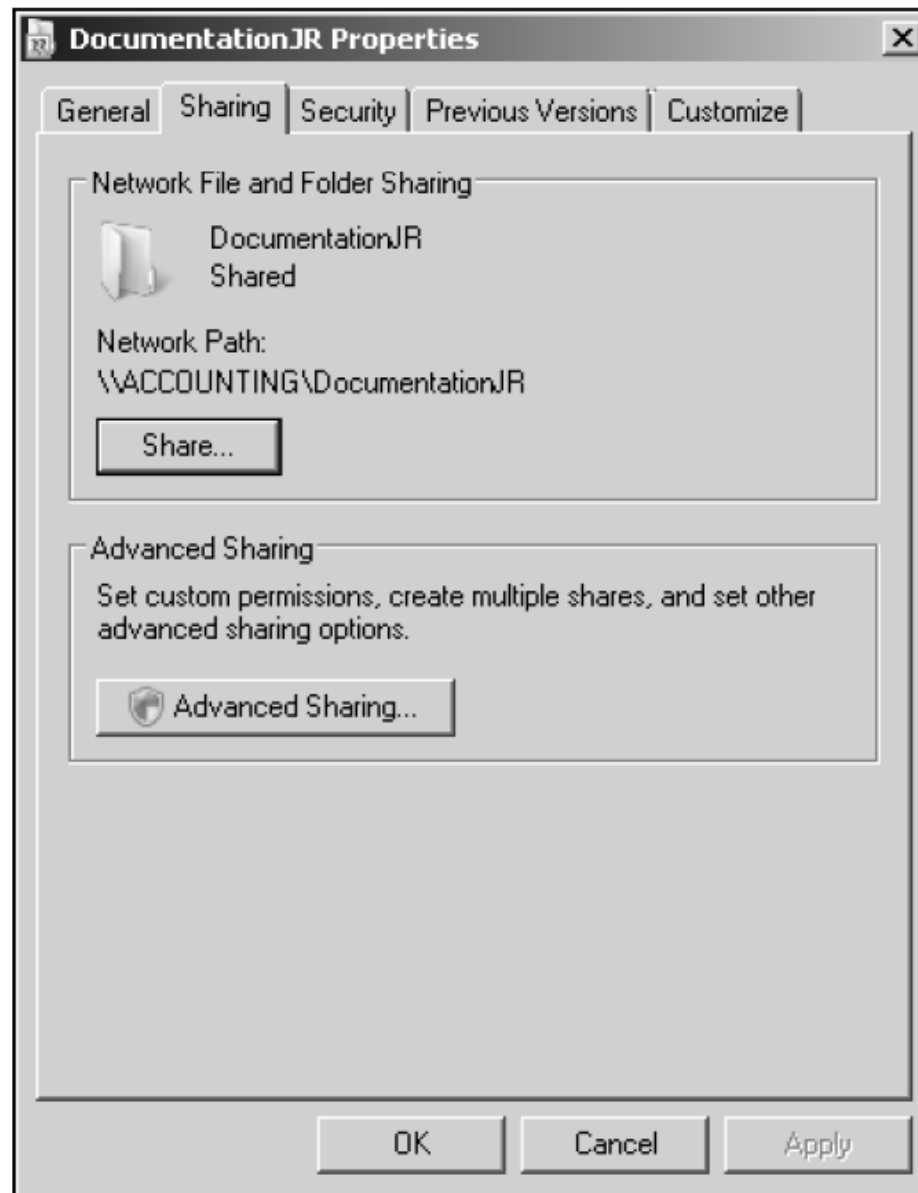 DocumentationJR Properties
General Sharing Security Previous Versions Customize
Network File and Folder Sharing
DocumentationJR
Shared
Network Path:
\\ACCOUNTING\DocumentationJR
Share...
Advanced Sharing
Set custom permissions, create multiple shares, and set other
advanced sharing options.
Advanced Sharing...
OK Cancel Apply